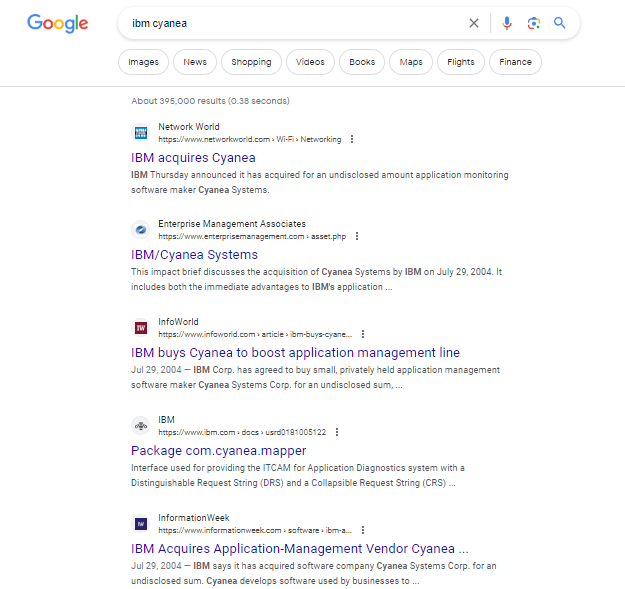 Google
ibm cyanea
Images
News
Shopping
Videos
Books
Maps
Flights
Finance
About 395,000 results (0.38 seconds)
Network World
https://www.networkworld.com › Wi-Fi › Networking
IBM acquires Cyanea
IBM Thursday announced it has acquired for an undisclosed amount application monitoring
software maker Cyanea Systems.
Enterprise Management Associates
https://www.enterprisemanagement.com › asset.php
IBM/Cyanea Systems
This impact brief discusses the acquisition of Cyanea Systems by IBM on July 29, 2004. It
includes both the immediate advantages to IBM's application ...
IW
InfoWorld
https://www.infoworld.com › article › ibm-buys-cyane...
IBM buys Cyanea to boost application management line
Jul 29, 2004 — IBM Corp. has agreed to buy small, privately held application management
software maker Cyanea Systems Corp. for an undisclosed sum, ...
IBM
https://www.ibm.com › docs › usrd0181005122
Package com.cyanea.mapper
Interface used for providing the ITCAM for Application Diagnostics system with a
Distinguishable Request String (DRS) and a Collapsible Request String (CRS) ...
IW
InformationWeek
https://www.informationweek.com › software › ibm-a...
IBM Acquires Application-Management Vendor Cyanea ...
Jul 29, 2004 — IBM says it has acquired software company Cyanea Systems Corp. for an
undisclosed sum. Cyanea develops software used by businesses to ...